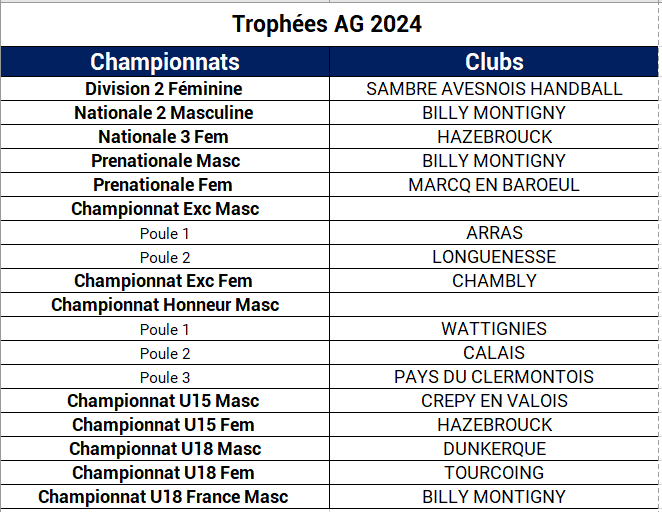 Trophées AG 2024
Championnats Clubs
Division 2 Féminine SAMBRE AVESNOIS HANDBALL
Nationale 2 Masculine BILLY MONTIGNY
Nationale 3 Fem HAZEBROUCK
Prenationale Masc BILLY MONTIGNY
Prenationale Fem MARCQ EN BAROEUL
Championnat Exc Masc
Poule 1 ARRAS
Poule 2 LONGUENESSE
Championnat Exc Fem CHAMBLY
Championnat Honneur Masc
Poule 1 WATTIGNIES
Poule 2 CALAIS
Poule 3 PAYS DU CLERMONTOIS
Championnat U15 Masc CREPY EN VALOIS
Championnat U15 Fem HAZEBROUCK
Championnat U18 Masc DUNKERQUE
Championnat U18 Fem TOURCOING
Championnat U18 France Masc BILLY MONTIGNY